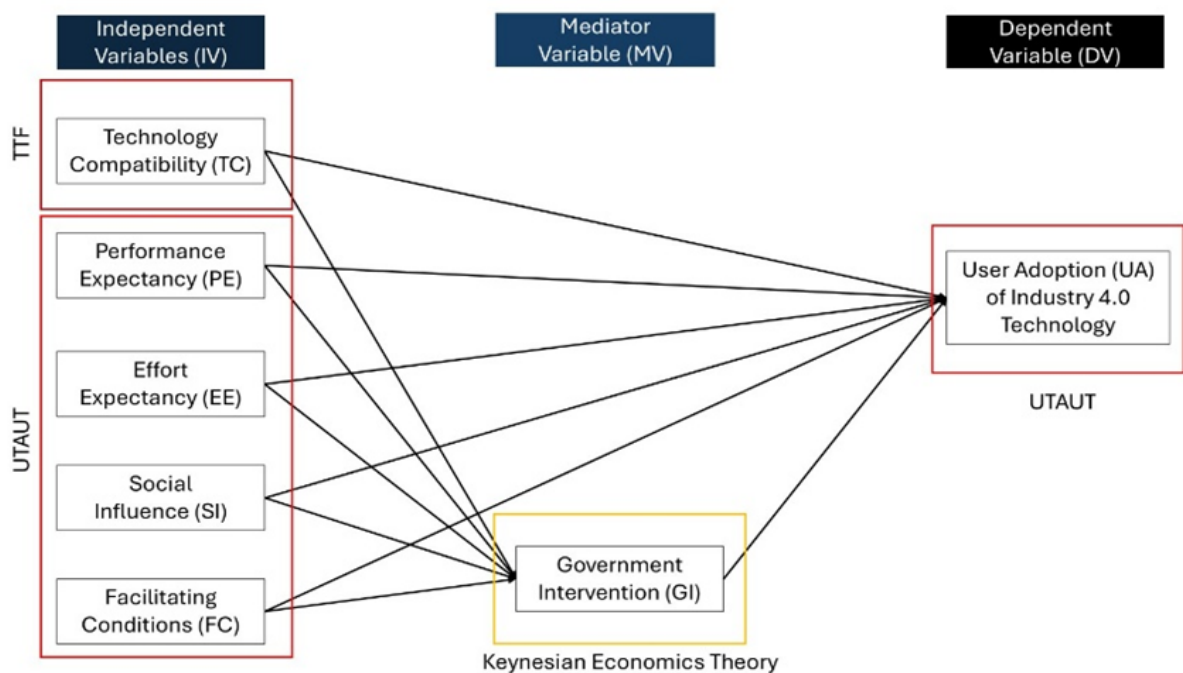 Independent
Variables (IV)
Mediator
Variable (MV)
Dependent
Variable (DV)
TTF
Technology
Compatibility (TC)
UTAUT
Performance
Expectancy (PE)
Effort
Expectancy (EE)
Social
Influence (SI)
Facilitating
Conditions (FC)
Government
Intervention (GI)
Keynesian Economics Theory
User Adoption (UA)
of Industry 4.0
Technology
UTAUT